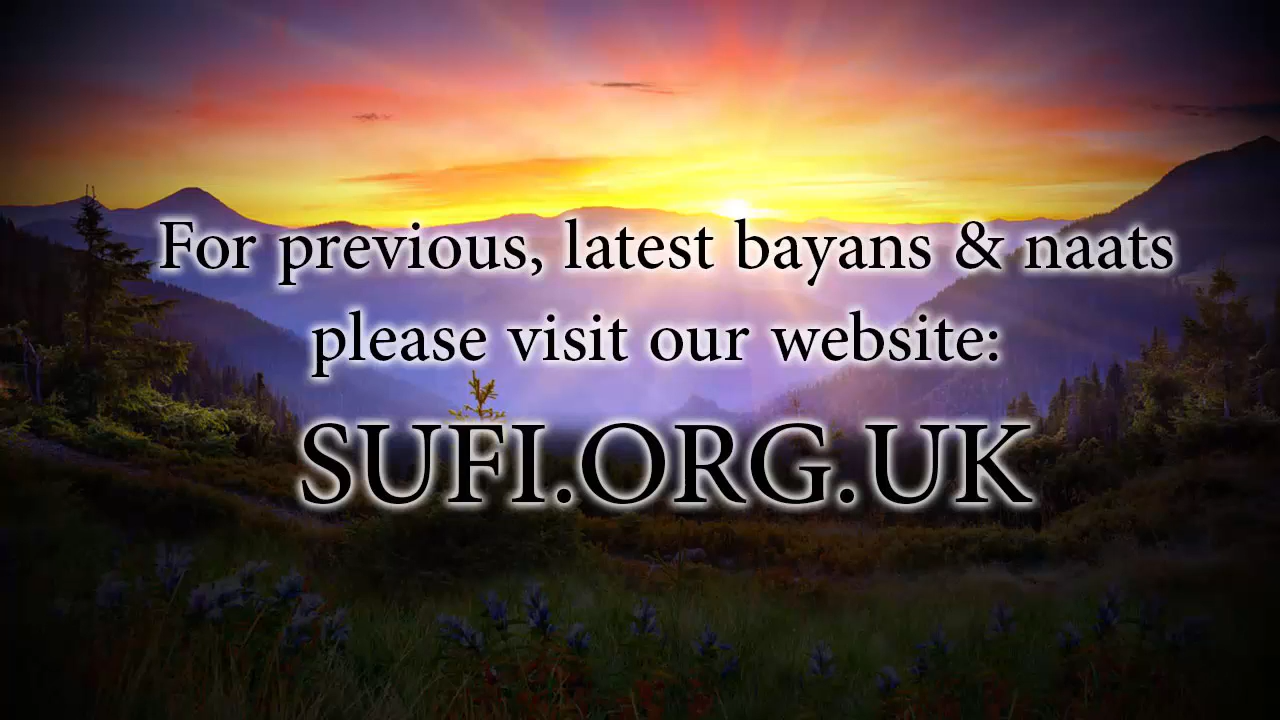 For previous, latest bayans & naats
please visit our website:
SUFI.ORG.UK